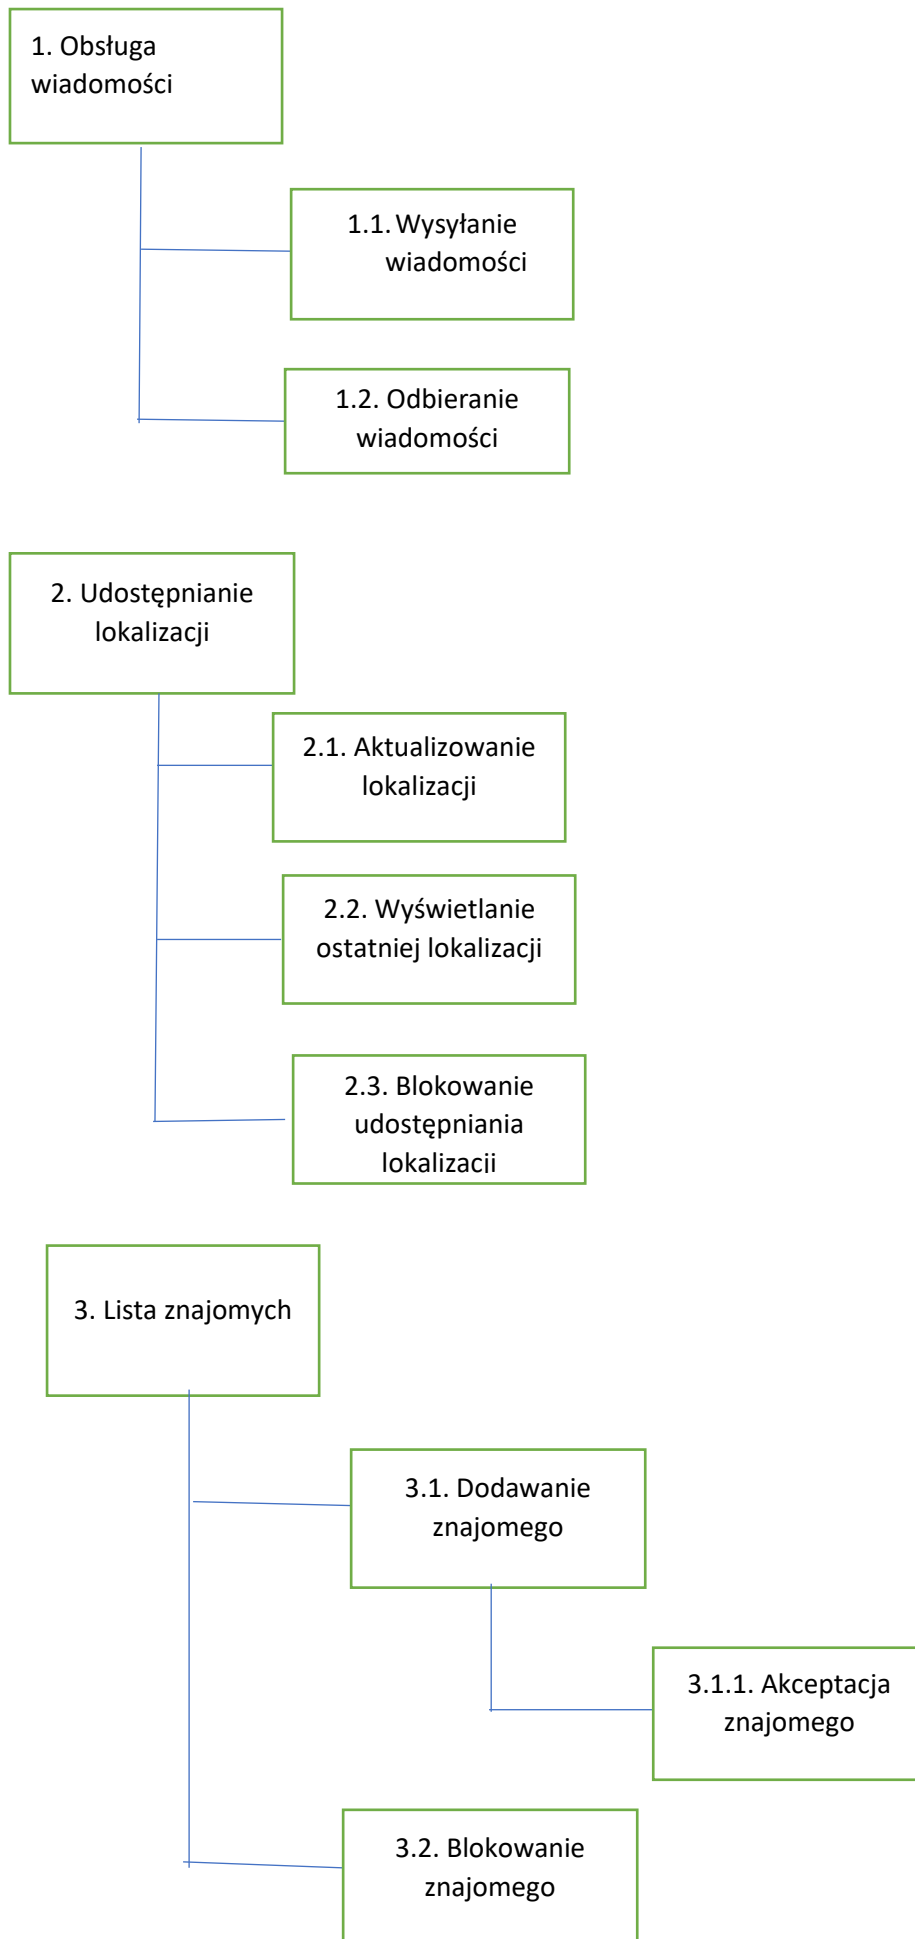 1. Obsługa
wiadomości
1.1. Wysyłanie
wiadomości
1.2. Odbieranie
wiadomości
2. Udostępnianie
lokalizacji
2.1. Aktualizowanie
lokalizacji
2.2. Wyświetlanie
ostatniej lokalizacji
2.3. Blokowanie
udostępniania
lokalizacji
3. Lista znajomych
3.1. Dodawanie
znajomego
3.1.1. Akceptacja
znajomego
3.2. Blokowanie
znajomego